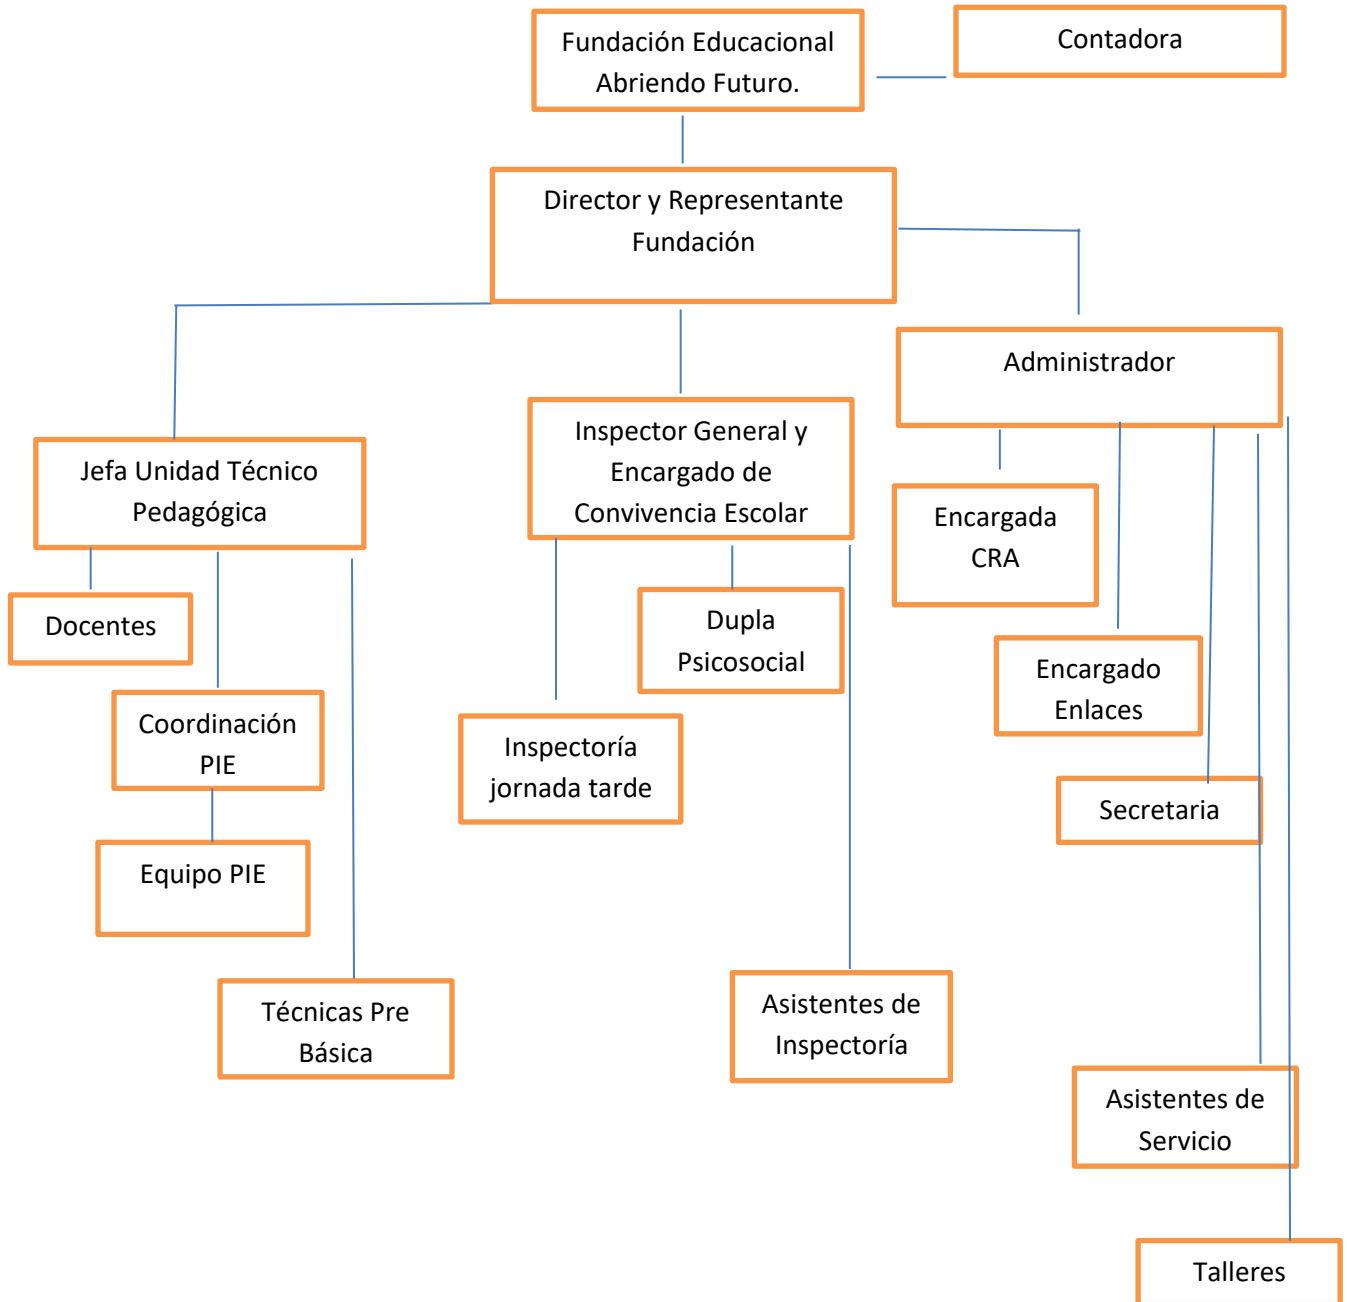 Fundación Educacional
Abriendo Futuro.
Contadora
Director y Representante
Fundación
Administrador
Inspector General y
Encargado de
Convivencia Escolar
Jefa Unidad Técnico
Pedagógica
Encargada
CRA
Docentes
Dupla
Psicosocial
Encargado
Enlaces
Coordinación
PIE
Inspectoría
jornada tarde
Secretaria
Equipo PIE
Técnicas Pre
Básica
Asistentes de
Inspectoría
Asistentes de
Servicio
Talleres